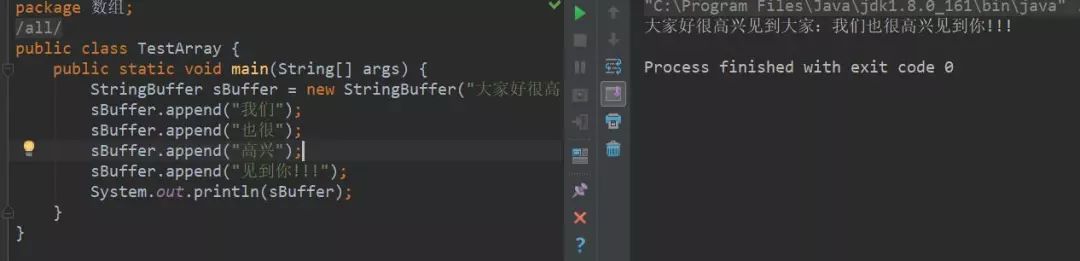 package 数组;
/all/
public class TestArray {
public static void main(String[] args) {
StringBuffer sBuffer = new StringBuffer("大家好很高
sBuffer.append("我们");
sBuffer.append("也很");
sBuffer.append("高兴");
sBuffer.append("见到你!!!");
System.out.println(sBuffer);
}
}
"C:\Program Files\Java\jdk1.8.0_161\bin\java" .
大家好很高兴见到大家：我们也很高兴见到你!!!
Process finished with exit code 0